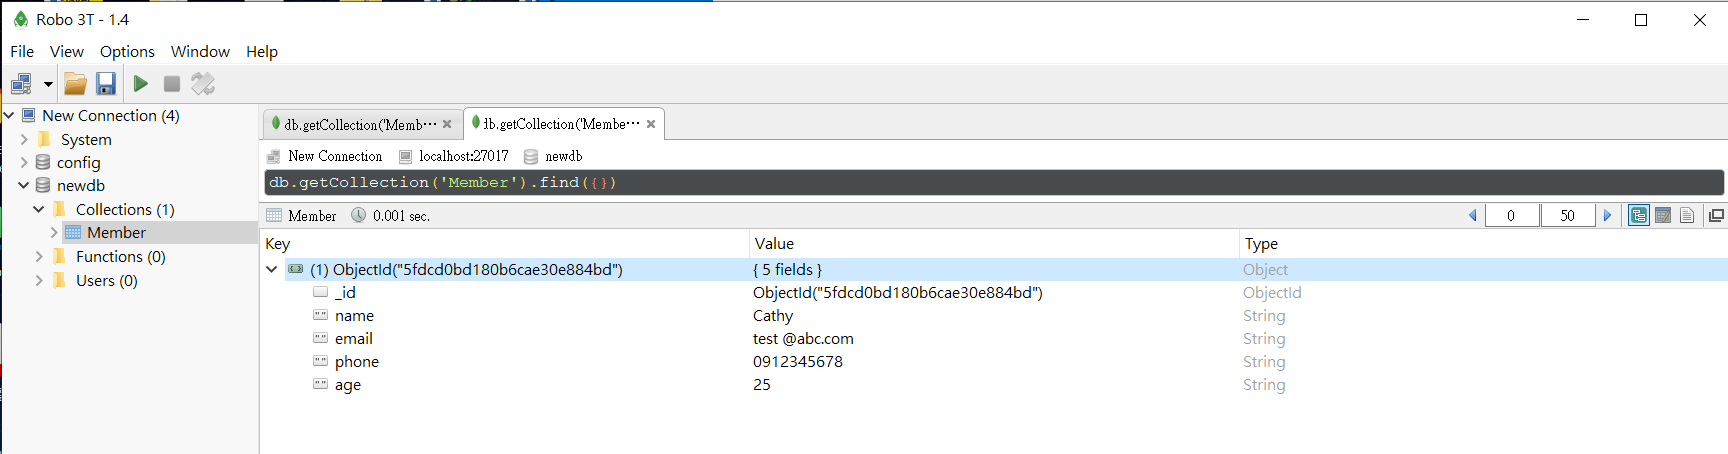 Robo 3T - 1.4
File View Options Window Help
New Connection (4)
System
config
newdb
Collections (1)
Member
Functions (0)
Users (0)
db.getCollection('Memb⋯ db.getCollection('Membe⋯
New Connection localhost:27017 newdb
db.getCollection('Member').find({})
Member 0.001 sec. 0 50
Key Value Type
(1) ObjectId("5fdcd0bd180b6cae30e884bd") { 5 fields } Object
_id ObjectId("5fdcd0bd180b6cae30e884bd") ObjectId
name Cathy String
email test @abc.com String
phone 0912345678 String
age 25 String